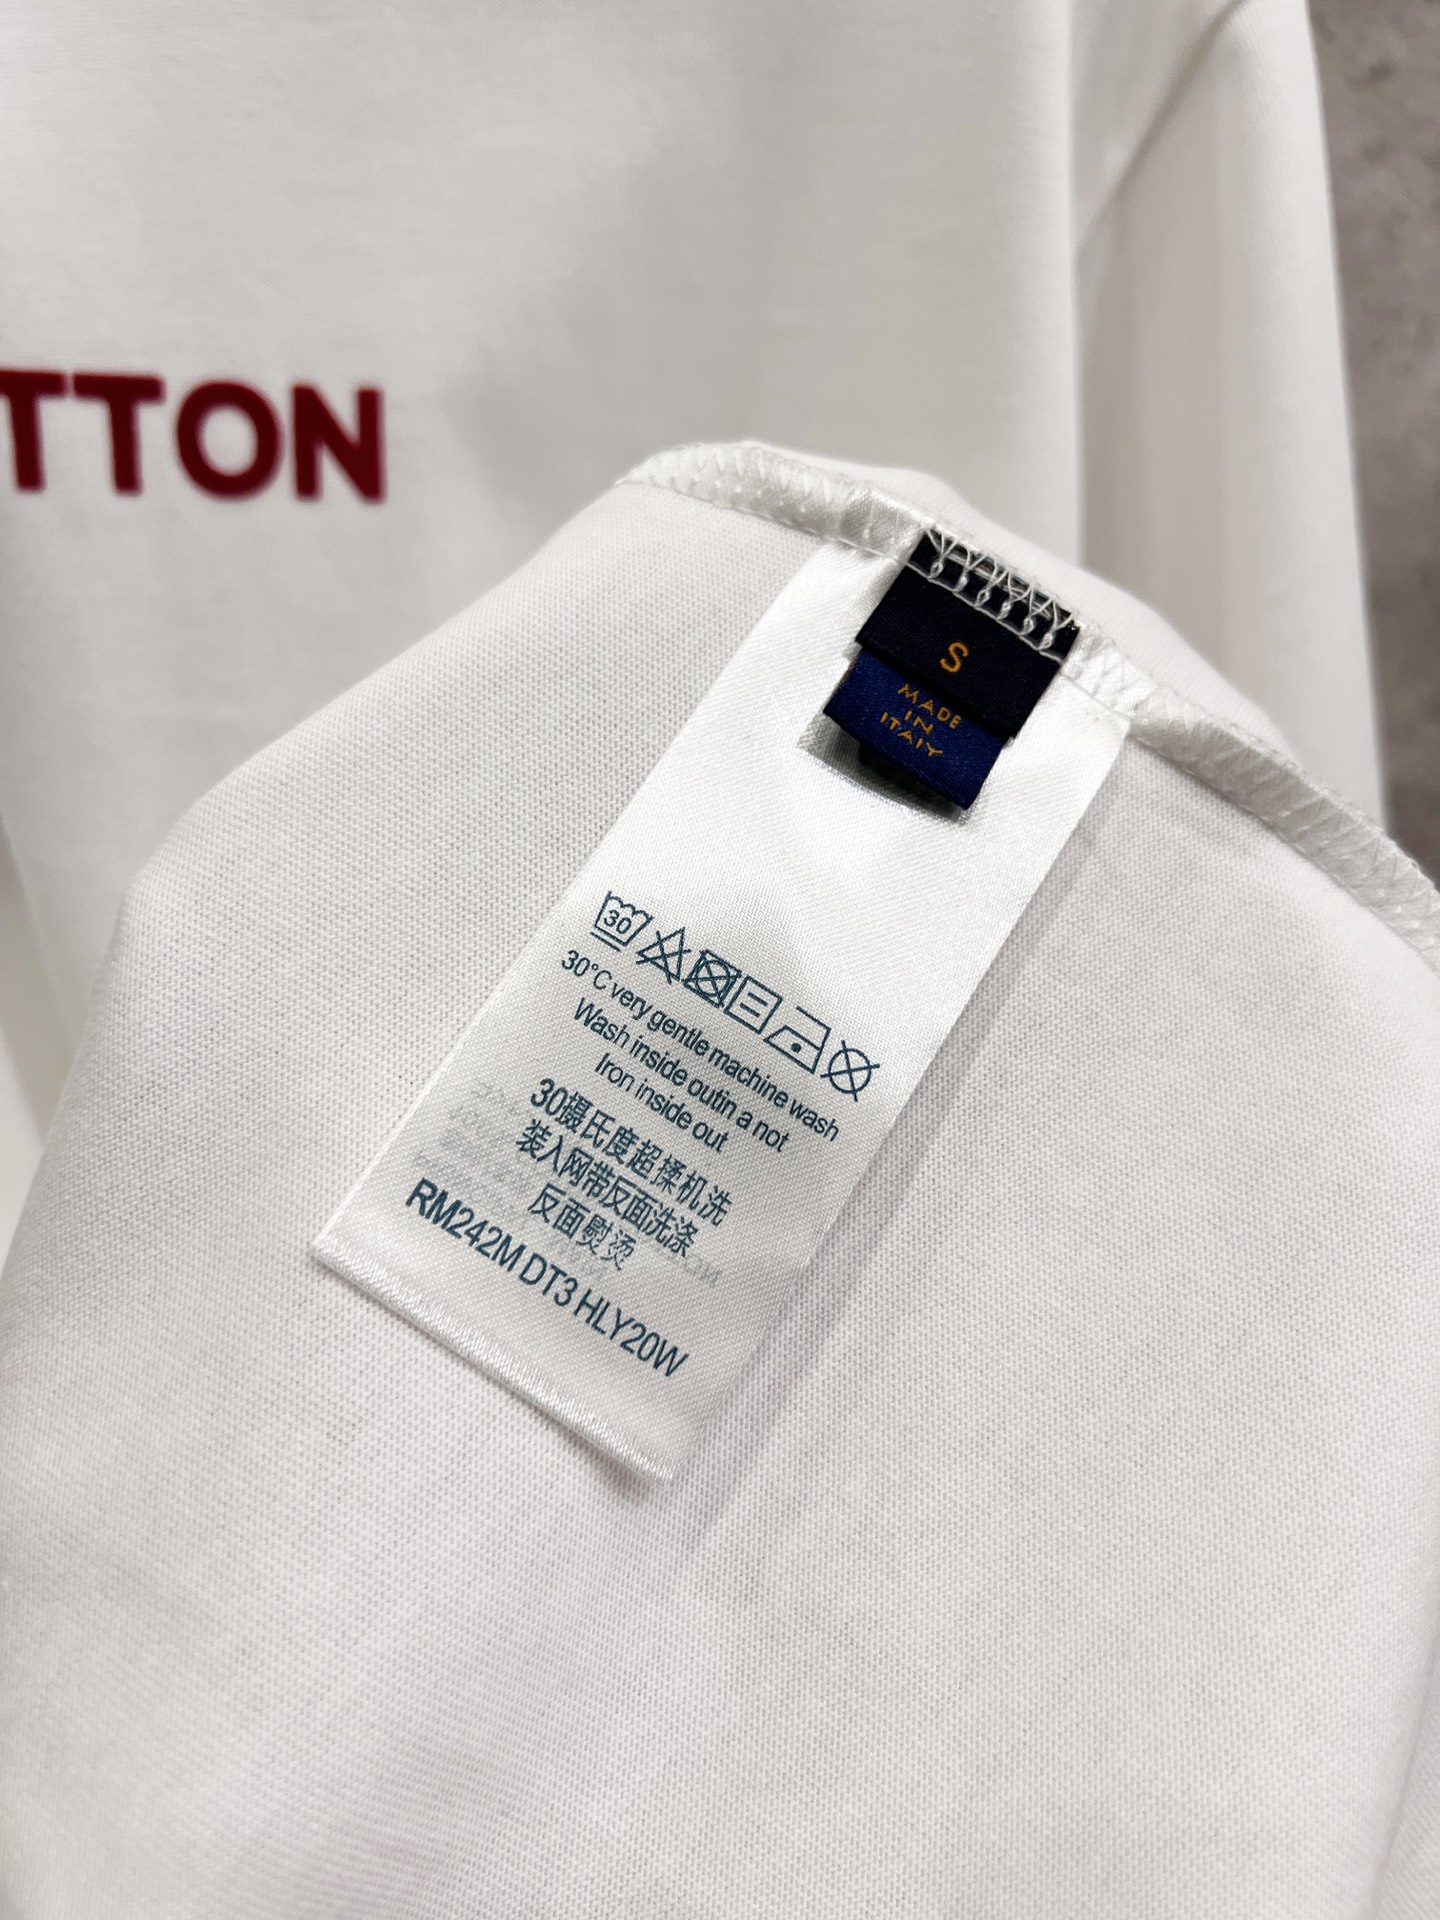 TTON
S
MADE
IN
ITALY
30
30°C very gentle machine wash
Wash inside outin a not
Iron inside out
30摄氏度超揉机洗
装入网带反面洗涤
反面熨烫
RM242M DT3 HLY20W